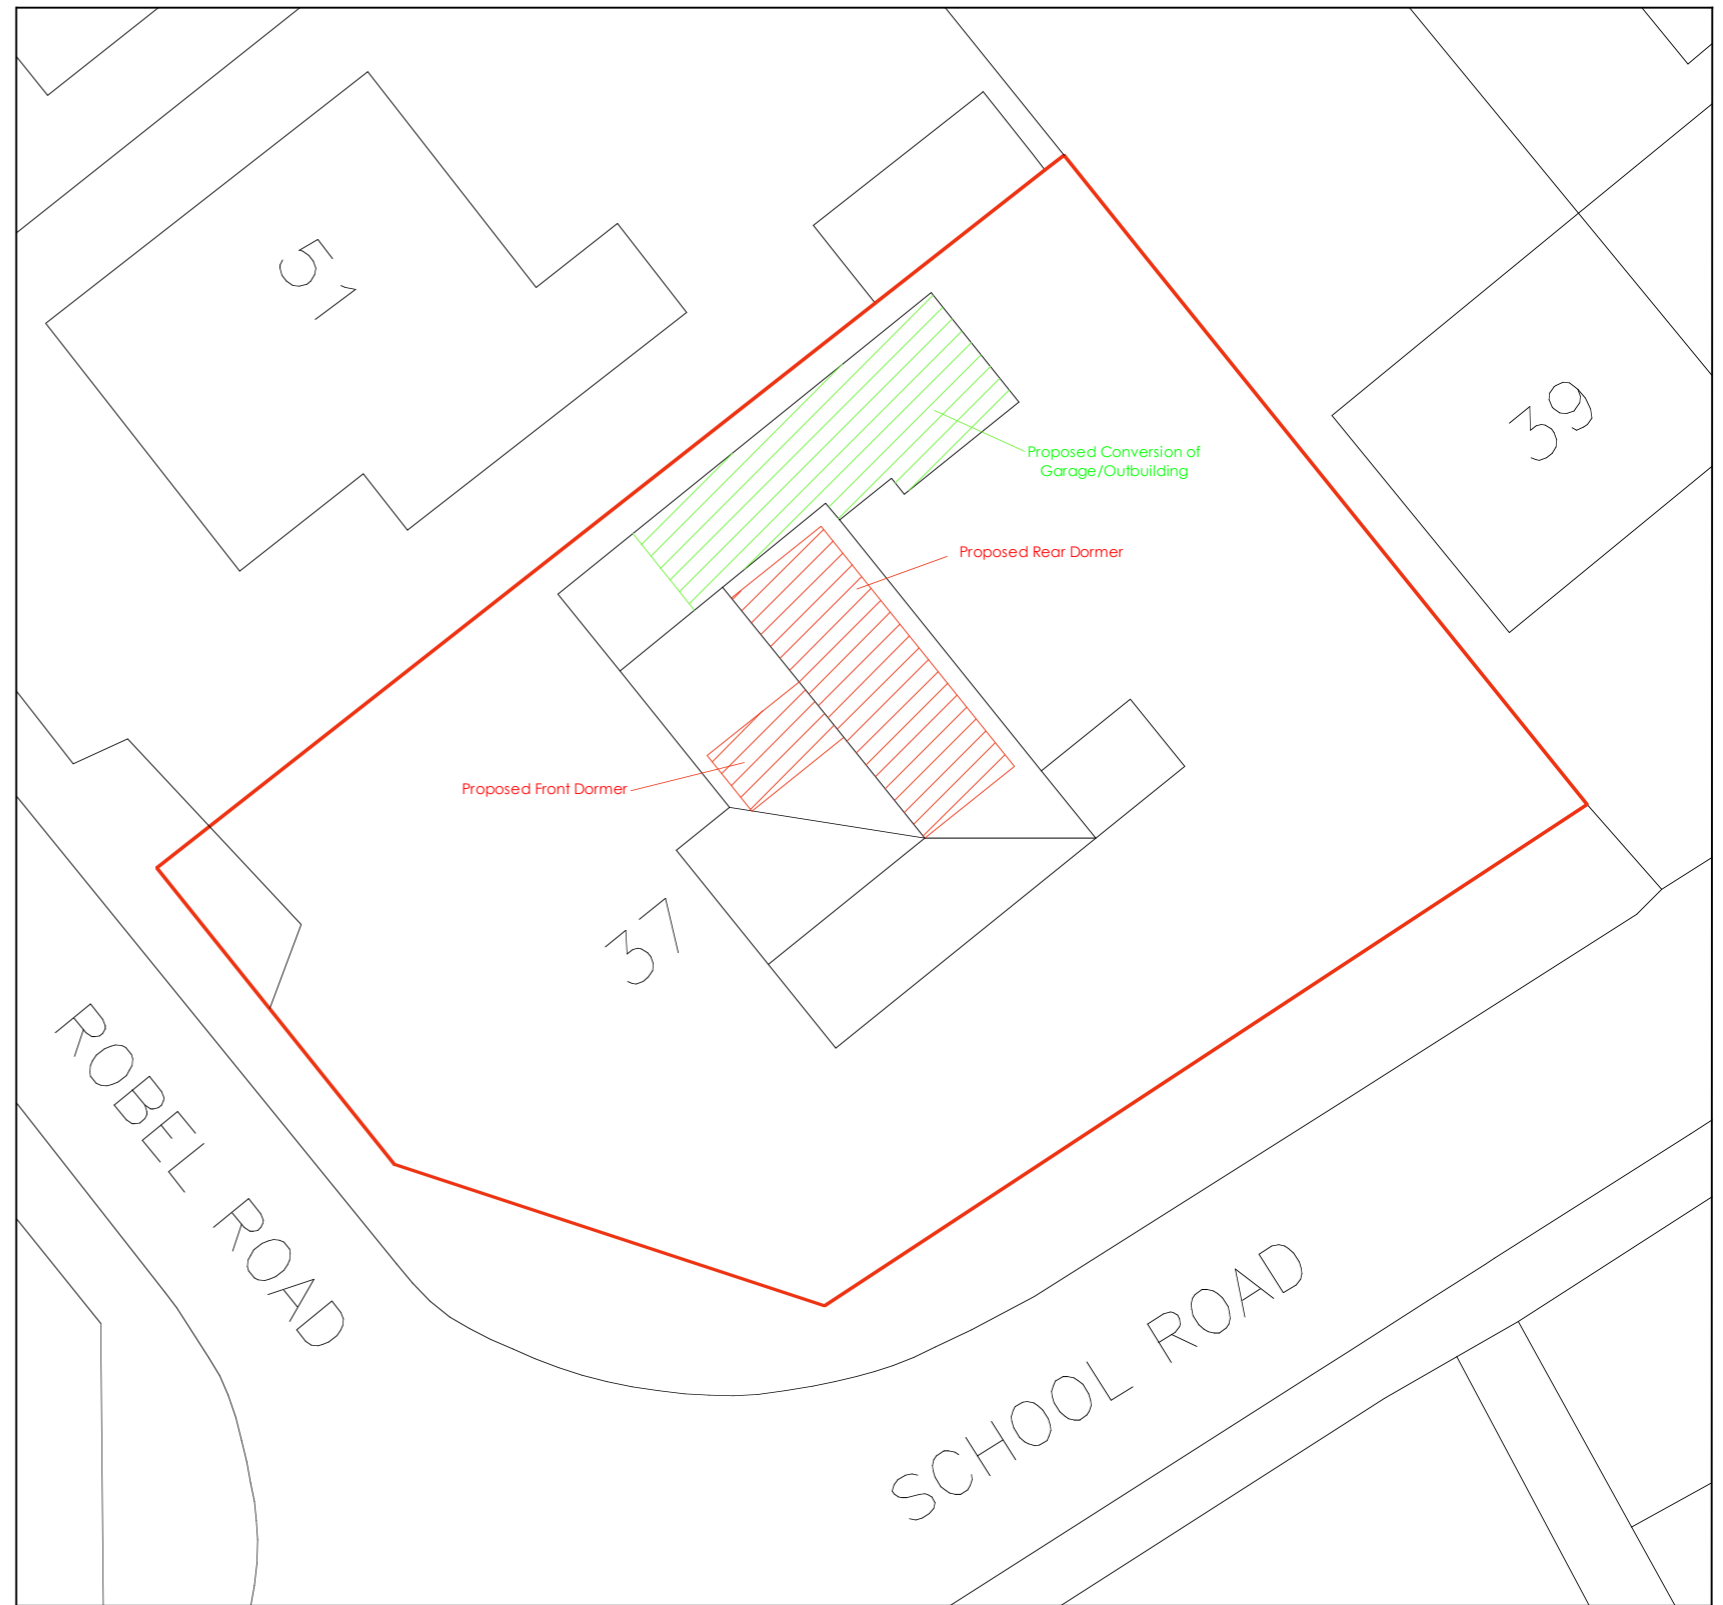 51
39
Proposed Conversion of
Garage/Outbuilding
Proposed Rear Dormer
Proposed Front Dormer
37
ROBEL ROAD
SCHOOL ROAD